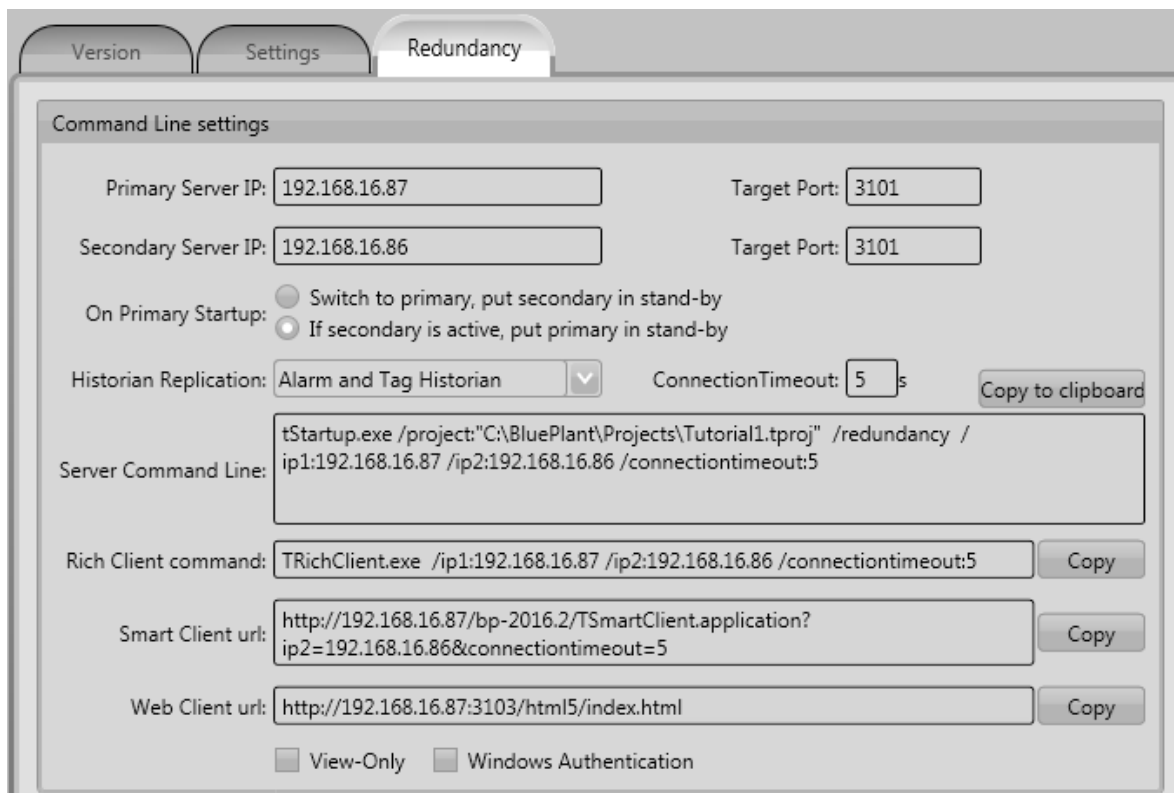 Version Settings Redundancy
Command Line settings
Primary Server IP: 192.168.16.87 Target Port: 3101
Secondary Server IP: 192.168.16.86 Target Port: 3101
On Primary Startup:
Switch to primary, put secondary in stand-by
If secondary is active, put primary in stand-by
Historian Replication: Alarm and Tag Historian ConnectionTimeout: 5 s
Copy to clipboard
Server Command Line:
tStartup.exe /project:"C:\BluePlant\Projects\Tutorial1.tproj"  /redundancy  /
ip1:192.168.16.87 /ip2:192.168.16.86 /connectiontimeout:5
Rich Client command: TRichClient.exe  /ip1:192.168.16.87 /ip2:192.168.16.86 /connectiontimeout:5 Copy
Smart Client url:
http://192.168.16.87/bp-2016.2/TSmartClient.application?
ip2=192.168.16.86&connectiontimeout=5
Copy
Web Client url: http://192.168.16.87:3103/html5/index.html Copy
View-Only Windows Authentication